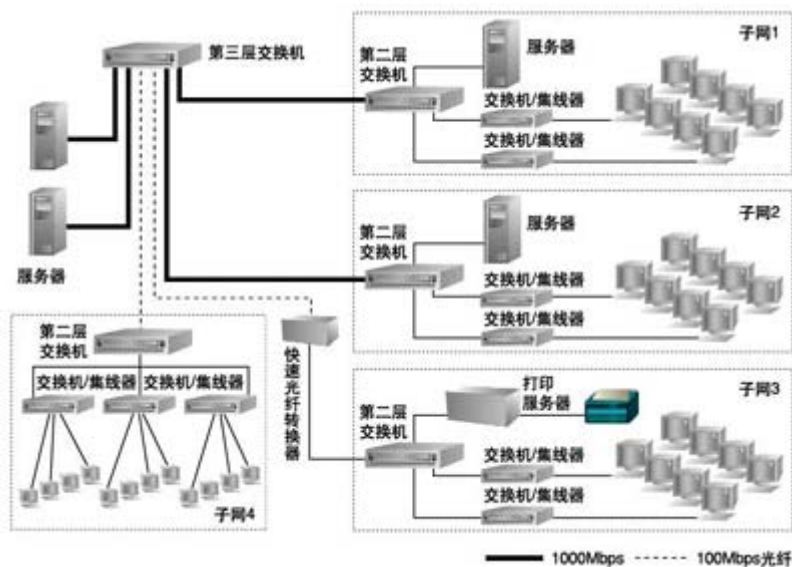 第三层交换机
服务器
子网1
第二层
交换机
服务器
交换机/集线器
交换机/集线器
子网2
第二层
交换机
服务器
交换机/集线器
交换机/集线器
子网3
第二层
交换机
打印
服务器
交换机/集线器
交换机/集线器
快速光纤转换器
第二层
交换机
交换机/集线器 交换机/集线器
子网4
1000Mbps 100Mbps光纤